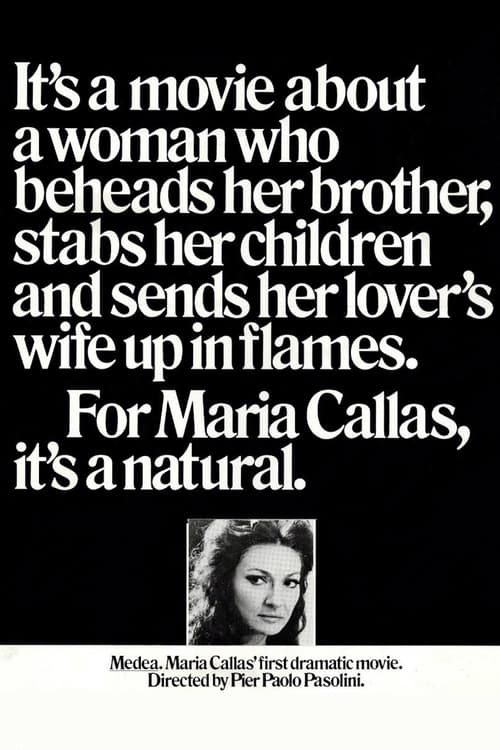 It's a movie about
a woman who
beheads her brother,
stabs her children
and sends her lover's
wife up in flames.
For Maria Callas,
it's a natural.
Medea. Maria Callas' first dramatic movie.
Directed by Pier Paolo Pasolini.